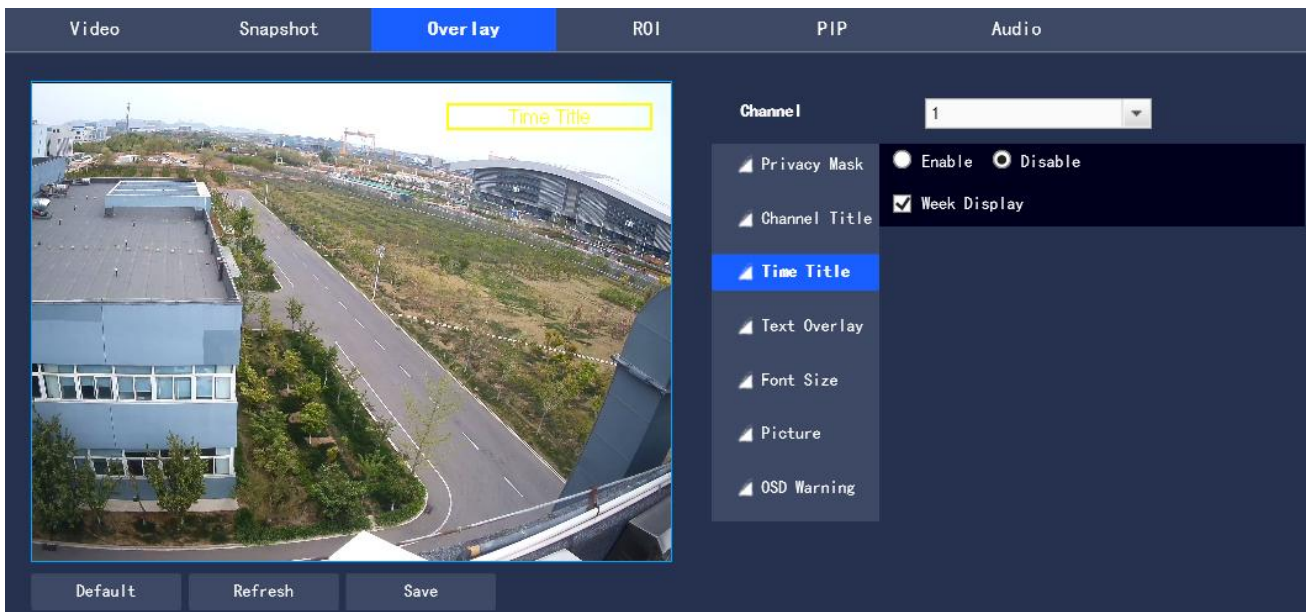 Video Snapshot Overlay ROI PIP Audio
Time Title
Channel 1
Privacy Mask Enable Disable
Week Display
Channel Title
Time Title
Text Overlay
Font Size
Picture
OSD Warning
Default Refresh Save